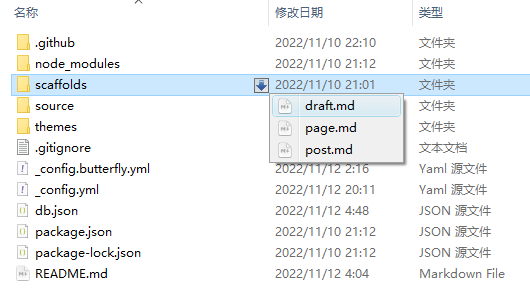 名称 修改日期 类型
.github 2022/11/10 22:10 文件夹
node_modules 2022/11/10 21:12 文件夹
scaffolds 2022/11/10 21:01 文件夹
source 文件夹
draft.md
themes 文件夹
page.md
.gitignore 文本文档
post.md
_config.butterfly.yml 2022/11/12 2:16 Yaml 源文件
_config.yml 2022/11/12 20:11 Yaml 源文件
db.json 2022/11/12 4:48 JSON 源文件
package.json 2022/11/10 21:12 JSON 源文件
package-lock.json 2022/11/10 21:12 JSON 源文件
README.md 2022/11/12 4:04 Markdown File